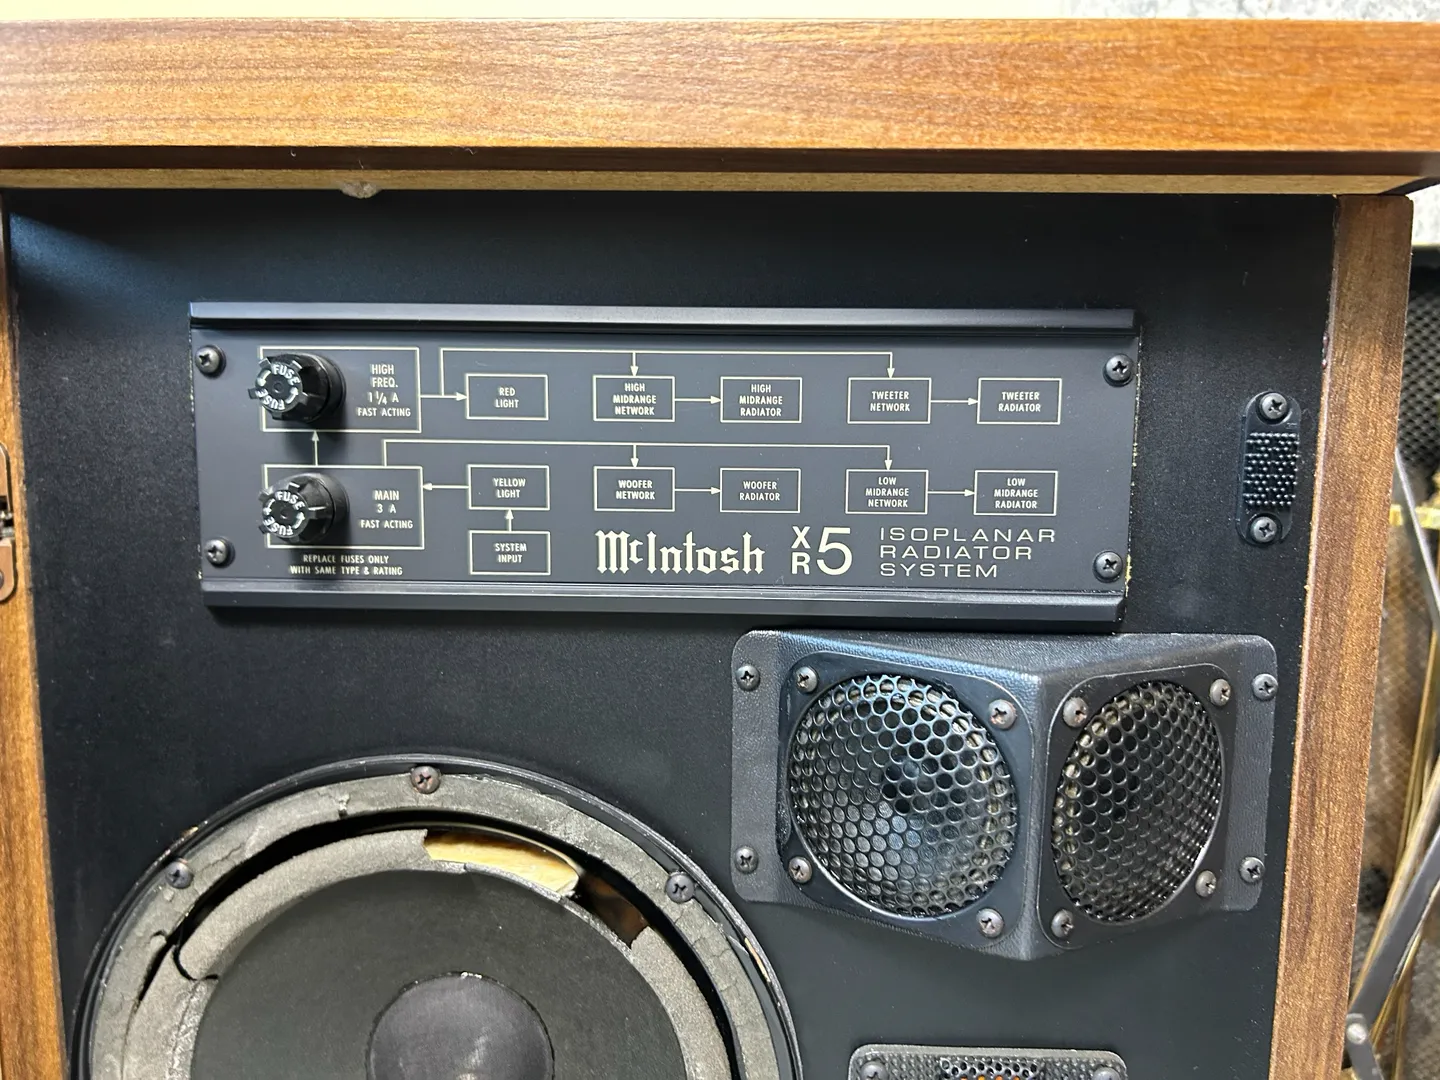 FUSE
FUSE
HIGH
FREQ.
1 1/4 A
FAST ACTING
RED
LIGHT
HIGH
MIDRANGE
NETWORK
HIGH
MIDRANGE
RADIATOR
TWEETER
NETWORK
TWEETER
RADIATOR
FUSE
FUSE
MAIN
3 A
FAST ACTING
REPLACE FUSES ONLY
WITH SAME TYPE & RATING
YELLOW
LIGHT
SYSTEM
INPUT
WOOFER
NETWORK
WOOFER
RADIATOR
LOW
MIDRANGE
NETWORK
LOW
MIDRANGE
RADIATOR
McIntosh
XR5
ISOPLANAR
RADIATOR
SYSTEM